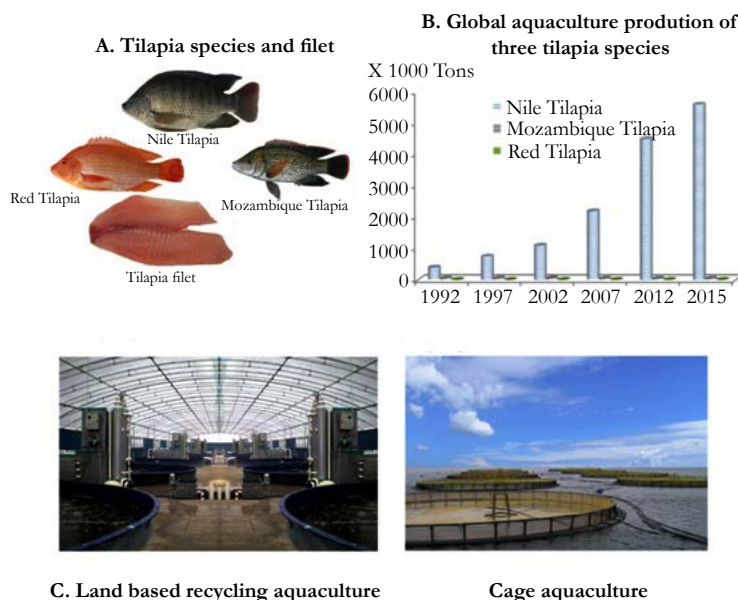 A. Tilapia species and filet
Nile Tilapia
Red Tilapia
Mozambique Tilapia
Tilapia filet
B. Global aquaculture prodution of
three tilapia species
X 1000 Tons
6000
5000
4000
3000
2000
1000
0
Nile Tilapia
Mozambique Tilapia
Red Tilapia
1992 1997 2002 2007 2012 2015
C. Land based recycling aquaculture
Cage aquaculture